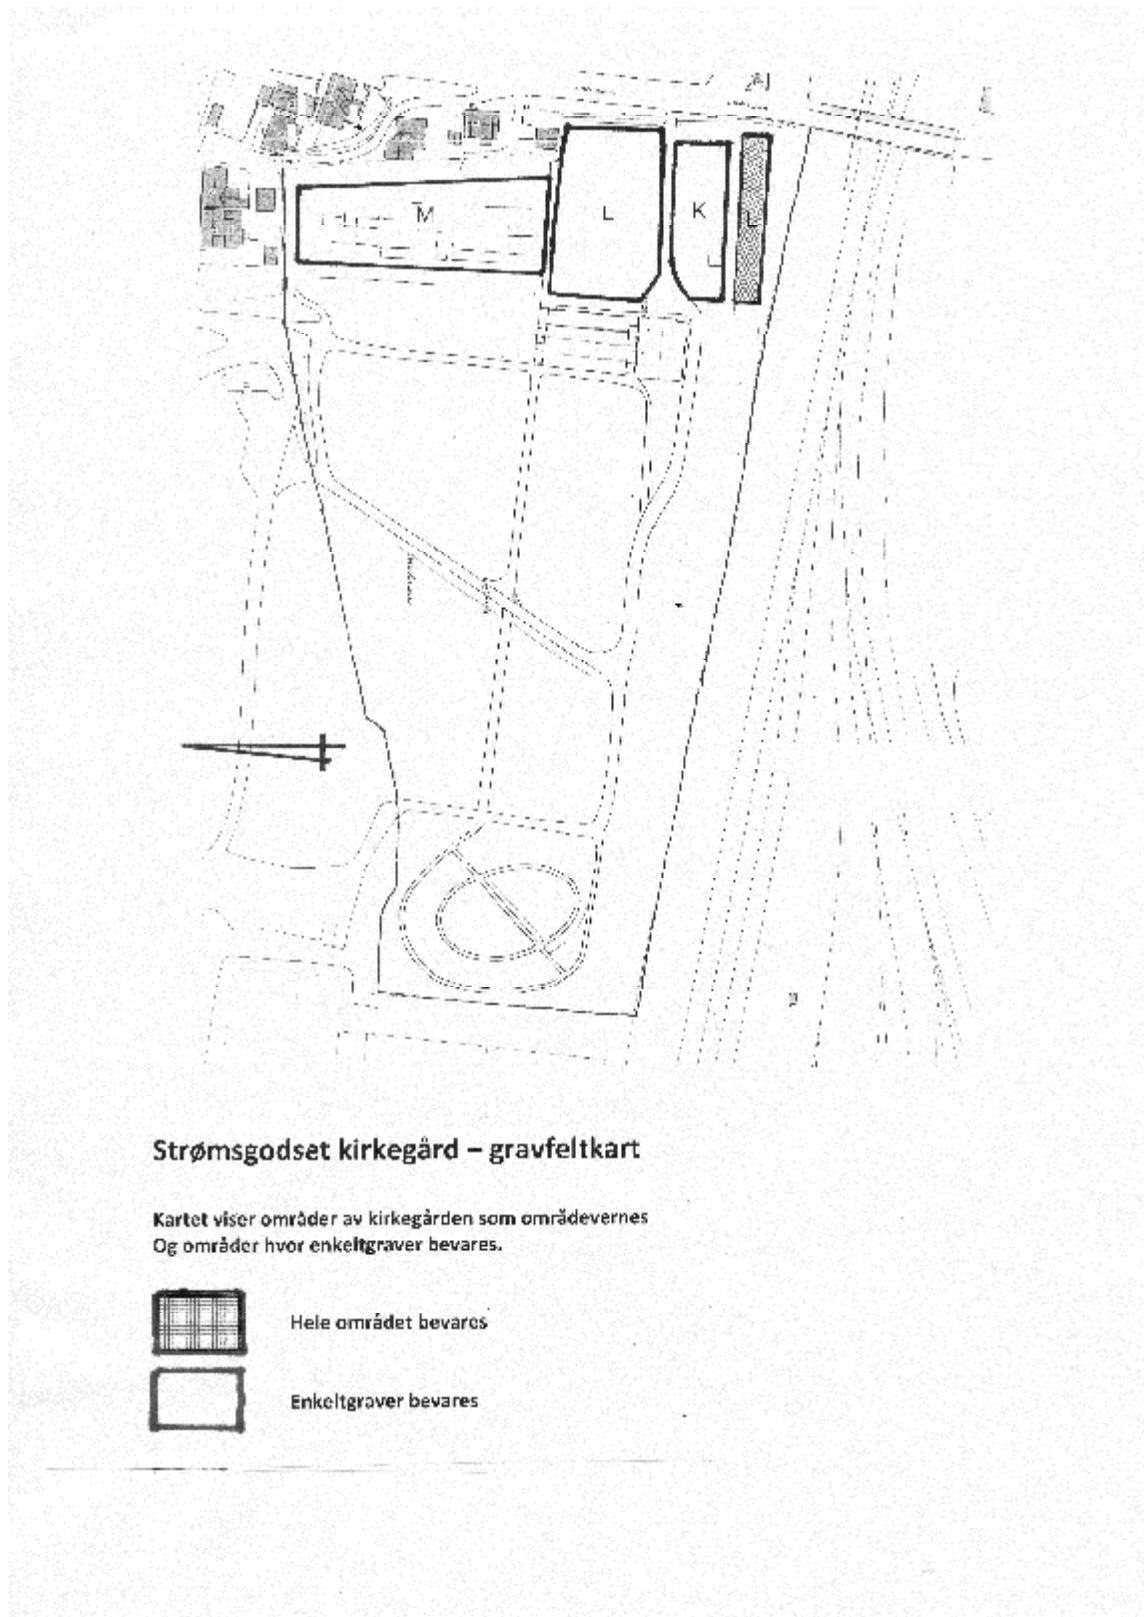 M
L
K
L
Strømsgodset kirkegård – gravfeltkart
Kartet viser områder av kirkegården som områdevernes
Og områder hvor enkeltgraver bevares.
Hele området bevares
Enkeltgraver bevares